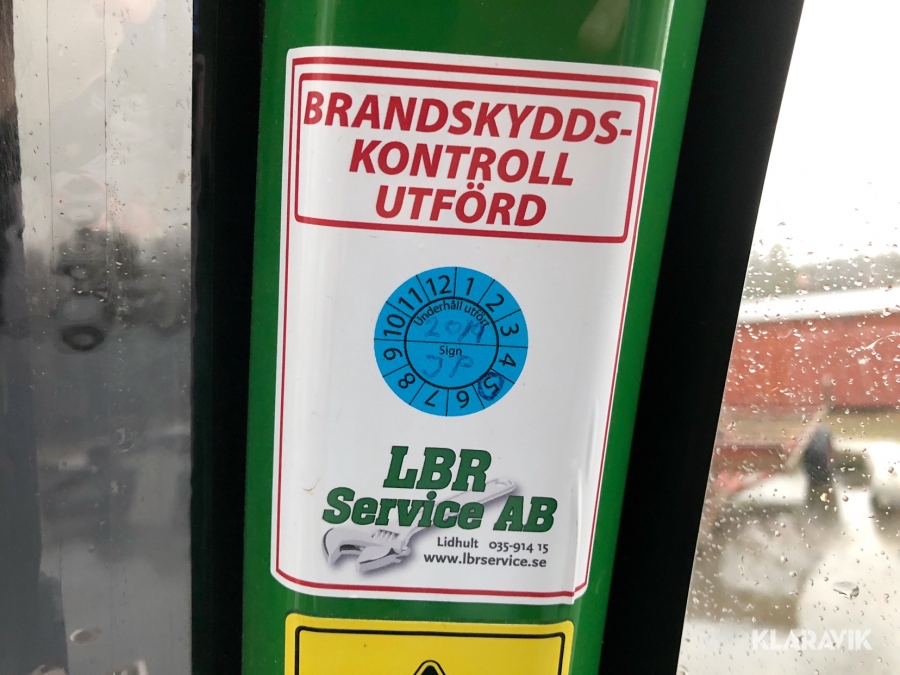 BRANDSKYDDS-
KONTROLL
UTFÖRD
12 1 2 3 4 5 6 7 8 9 10 11
Underhåll utfört
2019
Sign
JP
LBR
Service AB
Lidhult 035-914 15
www.lbrservice.se
KLARAVIK